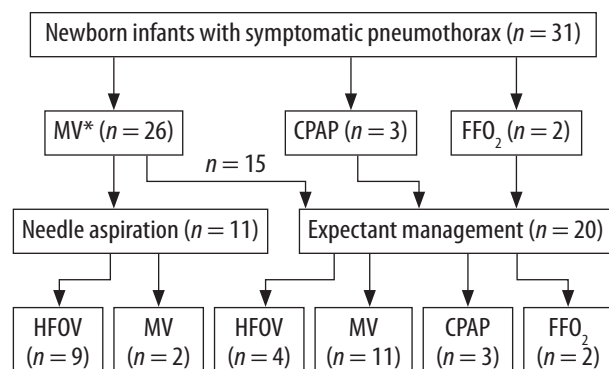 Newborn infants with symptomatic pneumothorax (n = 31)
MV* (n = 26)
CPAP (n = 3)
FFO₂ (n = 2)
n = 15
Needle aspiration (n = 11)
Expectant management (n = 20)
HFOV
(n = 9)
MV
(n = 2)
HFOV
(n = 4)
MV
(n = 11)
CPAP
(n = 3)
FFO₂
(n = 2)